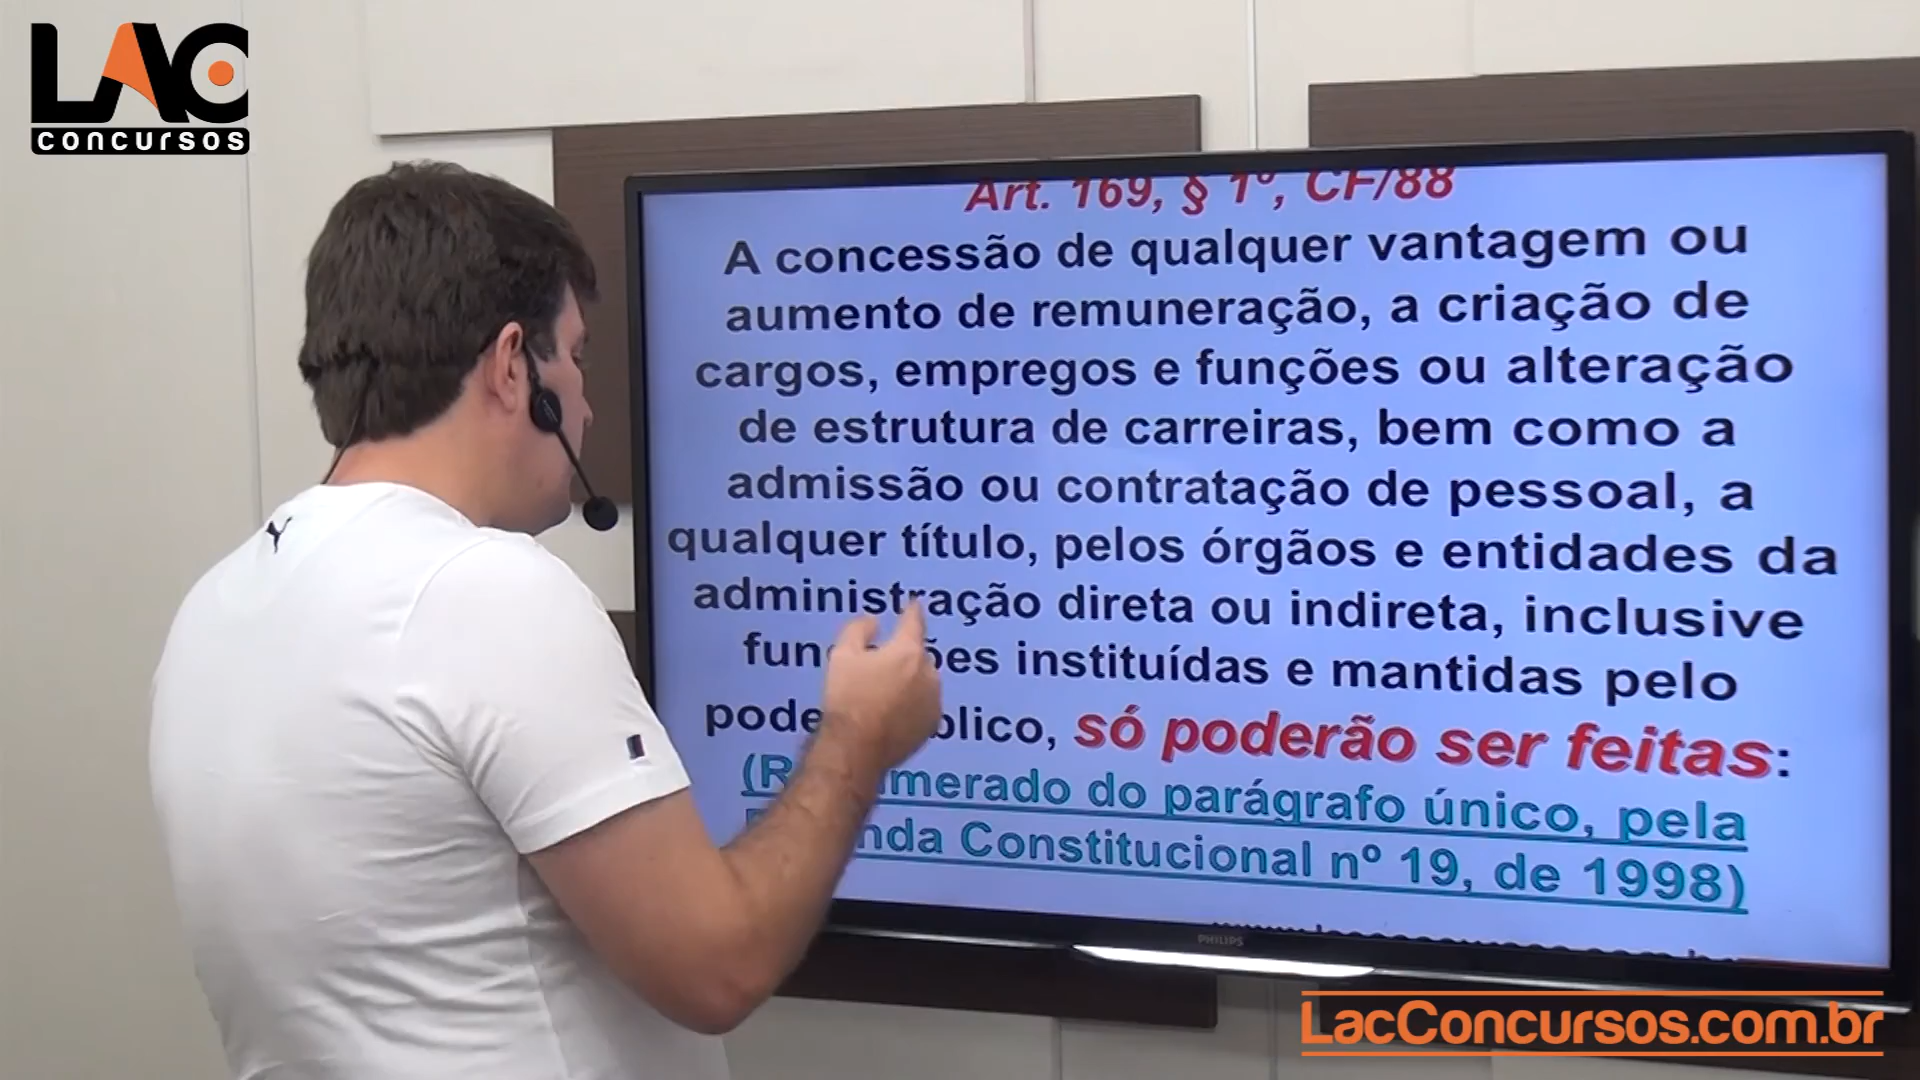 LAC
concursos
Art. 169, § 1º, CF/88
A concessão de qualquer vantagem ou
aumento de remuneração, a criação de
cargos, empregos e funções ou alteração
de estrutura de carreiras, bem como a
admissão ou contratação de pessoal, a
qualquer título, pelos órgãos e entidades da
administração direta ou indireta, inclusive
instituídas e mantidas pelo
só poderão ser feitas:
do parágrafo único, pela
Constitucional nº 19, de 1998)
PHILIPS
LacConcursos.com.br